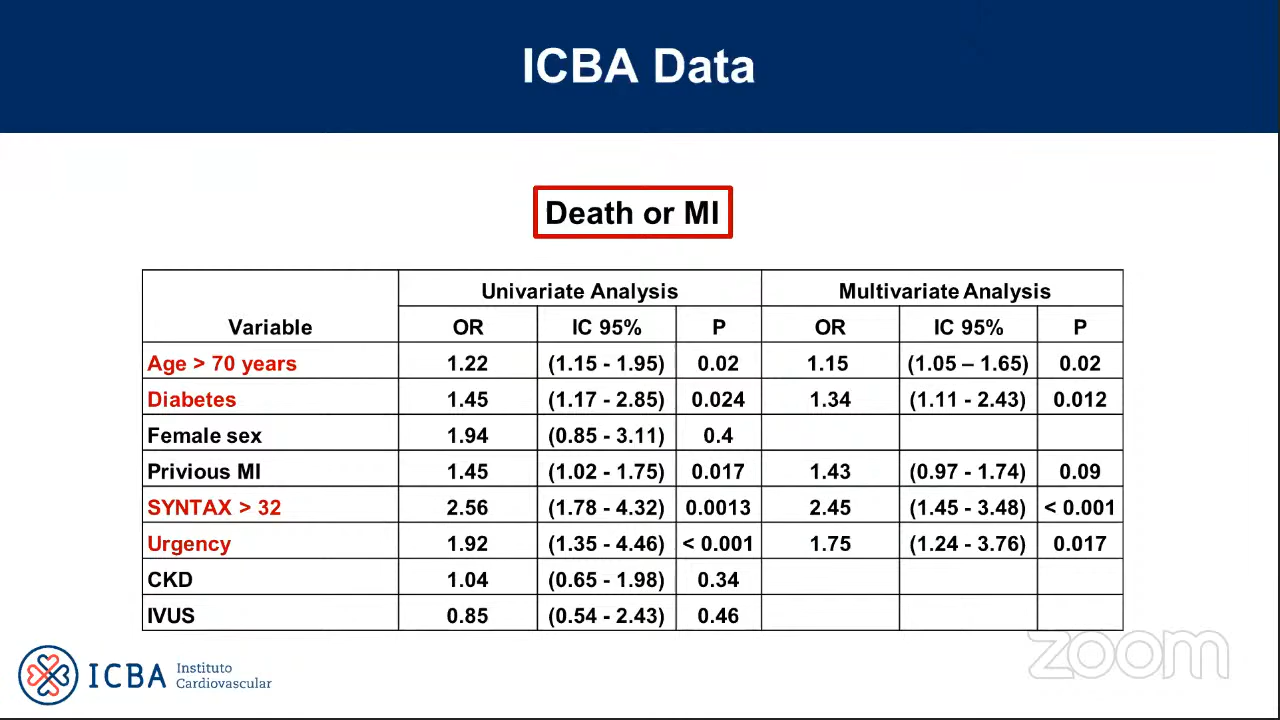 ICBA Data
Death or MI
Univariate Analysis Multivariate Analysis
Variable OR IC 95% P OR IC 95% P
Age > 70 years 1.22 (1.15 - 1.95) 0.02 1.15 (1.05 – 1.65) 0.02
Diabetes 1.45 (1.17 - 2.85) 0.024 1.34 (1.11 - 2.43) 0.012
Female sex 1.94 (0.85 - 3.11) 0.4
Privious MI 1.45 (1.02 - 1.75) 0.017 1.43 (0.97 - 1.74) 0.09
SYNTAX > 32 2.56 (1.78 - 4.32) 0.0013 2.45 (1.45 - 3.48) < 0.001
Urgency 1.92 (1.35 - 4.46) < 0.001 1.75 (1.24 - 3.76) 0.017
CKD 1.04 (0.65 - 1.98) 0.34
IVUS 0.85 (0.54 - 2.43) 0.46
ICBA Instituto
Cardiovascular
zoom